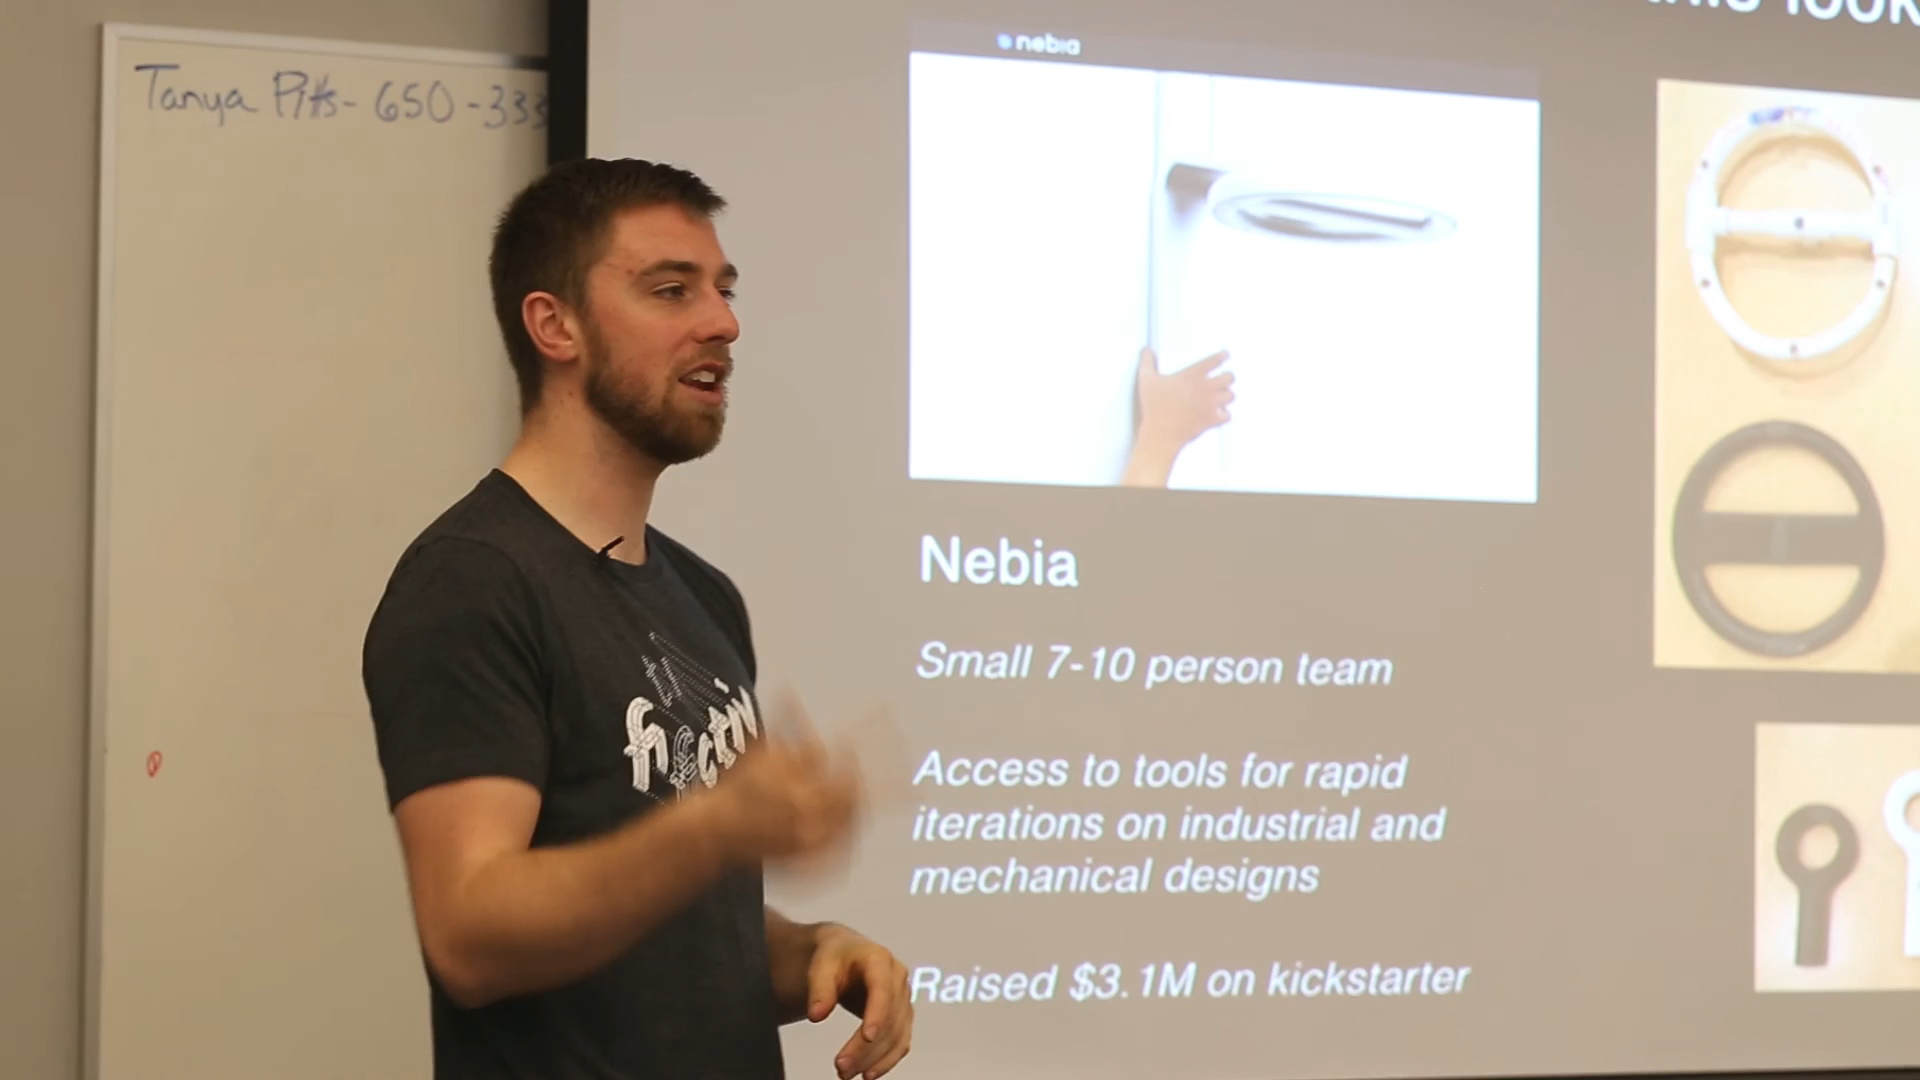 Tanya Pitts - 650 - 333
nebia
Nebia
Small 7-10 person team
Access to tools for rapid
iterations on industrial and
mechanical designs
Raised $3.1M on kickstarter
fictiv